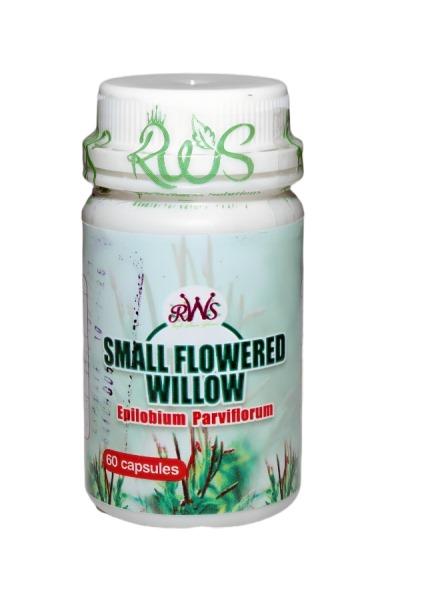 RWS
RWS
SMALL FLOWERED
WILLOW
Epilobium Parviflorum
60 capsules